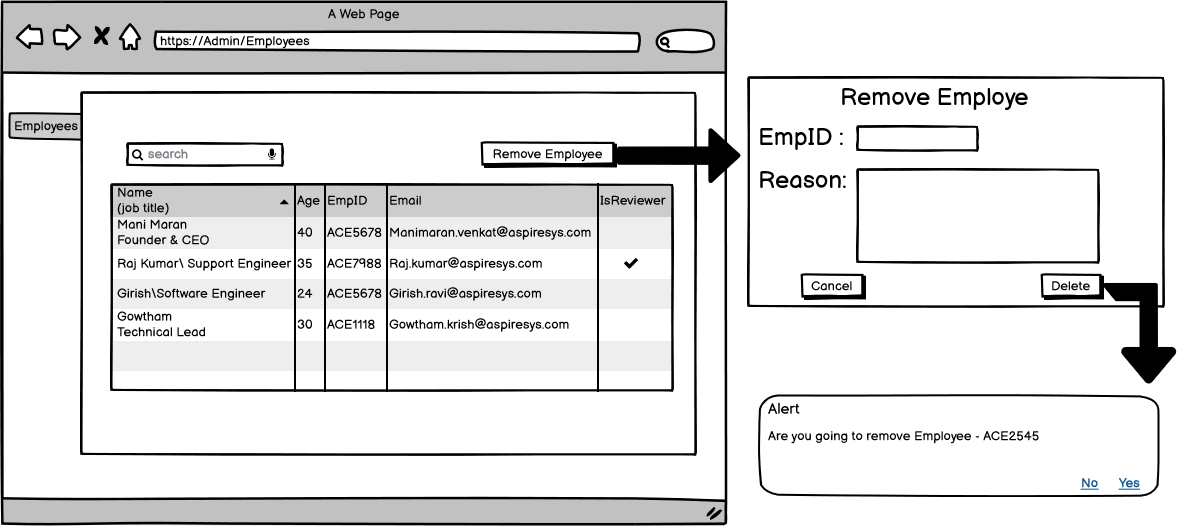 A Web Page
https://Admin/Employees
Employees
search
Remove Employee
Name
(job title)
Age
EmpID
Email
IsReviewer
Mani Maran
Founder & CEO
40
ACE5678
Manimaran.venkat@aspiresys.com
Raj Kumar\ Support Engineer
35
ACE7988
Raj.kumar@aspiresys.com
Girish\Software Engineer
24
ACE5678
Girish.ravi@aspiresys.com
Gowtham
Technical Lead
30
ACE1118
Gowtham.krish@aspiresys.com
Remove Employe
EmpID :
Reason:
Cancel
Delete
Alert
Are you going to remove Employee - ACE2545
No
Yes